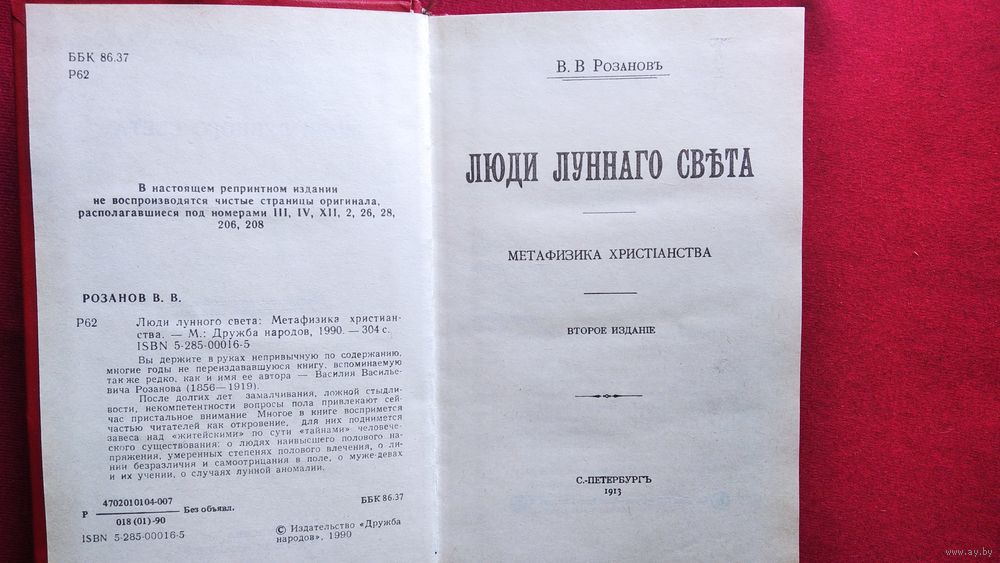 ББК 86.37
Р62
В настоящем репринтном издании
не воспроизводятся чистые страницы оригинала,
располагавшиеся под номерами III, IV, XII, 2, 26, 28,
206, 208
РОЗАНОВ В. В.
Р62 Люди лунного света: Метафизика христиан-
ства. — М.: Дружба народов, 1990. — 304 с.
ISBN 5-285-00016-5
Вы держите в руках непривычную по содержанию,
многие годы не переиздававшуюся книгу, вспоминаемую
так же редко, как и имя ее автора — Василия Василье-
вича Розанова (1856—1919).
После долгих лет замалчивания, ложной стыдли-
вости, некомпетентности вопросы пола привлекают сей-
час пристальное внимание Многое в книге воспримется
частью читателей как откровение, для них поднимется
завеса над «житейскими» по сути «тайнами» человече-
ского существования: о людях наивысшего полового на-
пряжения, умеренных степенях полового влечения, о ли-
нии безразличия и самоотрицания в поле, о муже-девах
и их учении, о случаях лунной аномалии.
Р 4702010104-007 Без объявл. ББК 86.37
018 (01)-90
ISBN 5-285-00016-5
© Издательство «Дружба
народов», 1990
В. В РОЗАНОВЪ
ЛЮДИ ЛУННАГО СВѢТА
МЕТАФИЗИКА ХРИСТІАНСТВА
ВТОРОЕ ИЗДАНІЕ
С.-ПЕТЕРБУРГЪ
1913
www.ay.by